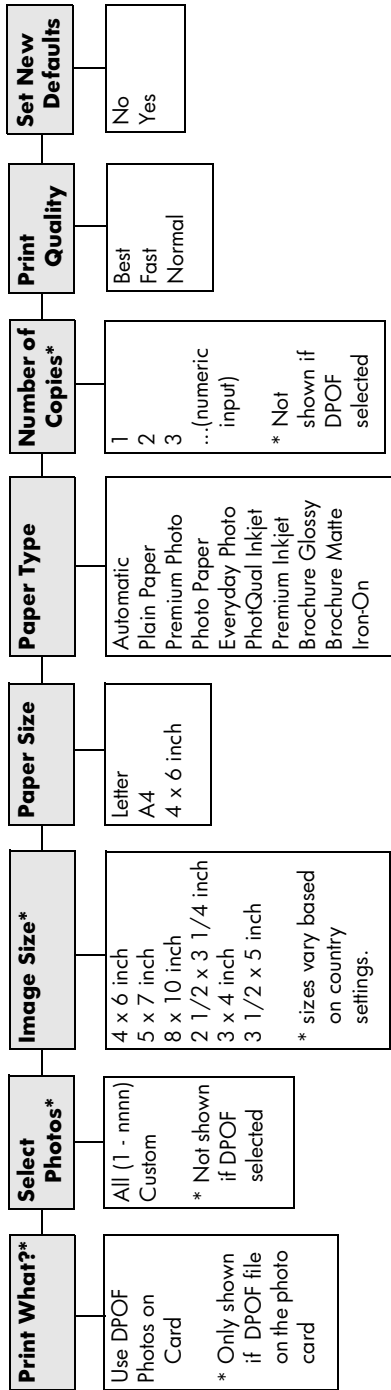 Print What?*
Use DPOF
Photos on
Card
* Only shown
if DPOF file
on the photo
card
Select
Photos*
All (1 - nnnn)
Custom
* Not shown
if DPOF
selected
Image Size*
4 x 6 inch
5 x 7 inch
8 x 10 inch
2 1/2 x 3 1/4 inch
3 x 4 inch
3 1/2 x 5 inch
* sizes vary based
on country
settings.
Paper Size
Letter
A4
4 x 6 inch
Paper Type
Automatic
Plain Paper
Premium Photo
Photo Paper
Everyday Photo
PhotQual Inkjet
Premium Inkjet
Brochure Glossy
Brochure Matte
Iron-On
Number of
Copies*
1
2
3
...(numeric
input)
* Not
shown if
DPOF
selected
Print
Quality
Best
Fast
Normal
Set New
Defaults
No
Yes